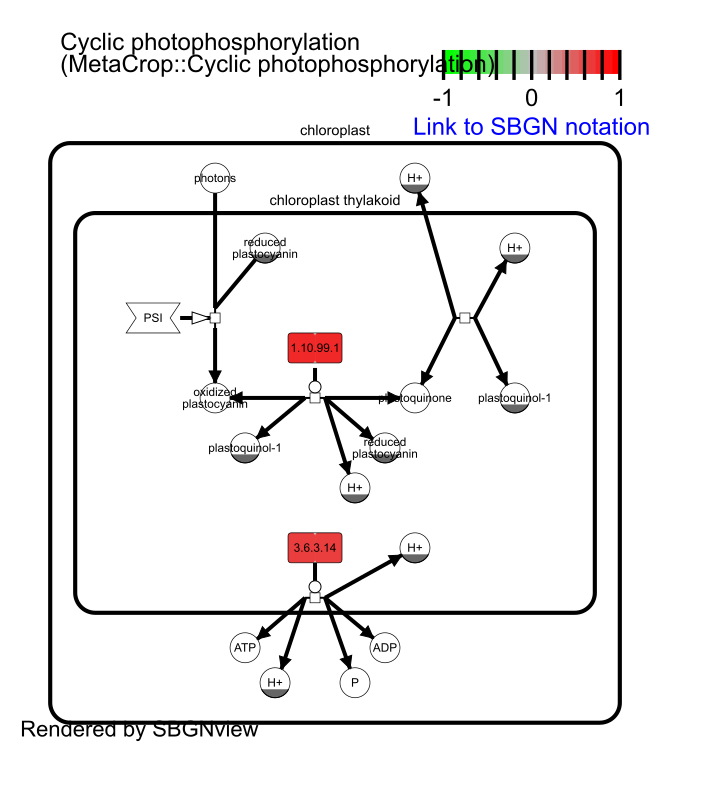 Cyclic photophosphorylation
(MetaCrop::Cyclic photophosphorylation)
-1 0 1
Link to SBGN notation
chloroplast
photons
H+
chloroplast thylakoid
reduced
plastocyanin
H+
PSI
1.10.99.1
oxidized
plastocyanin
plastoquinone
plastoquinol-1
plastoquinol-1
reduced
plastocyanin
H+
3.6.3.14
H+
ATP
ADP
H+
P
Rendered by SBGNview